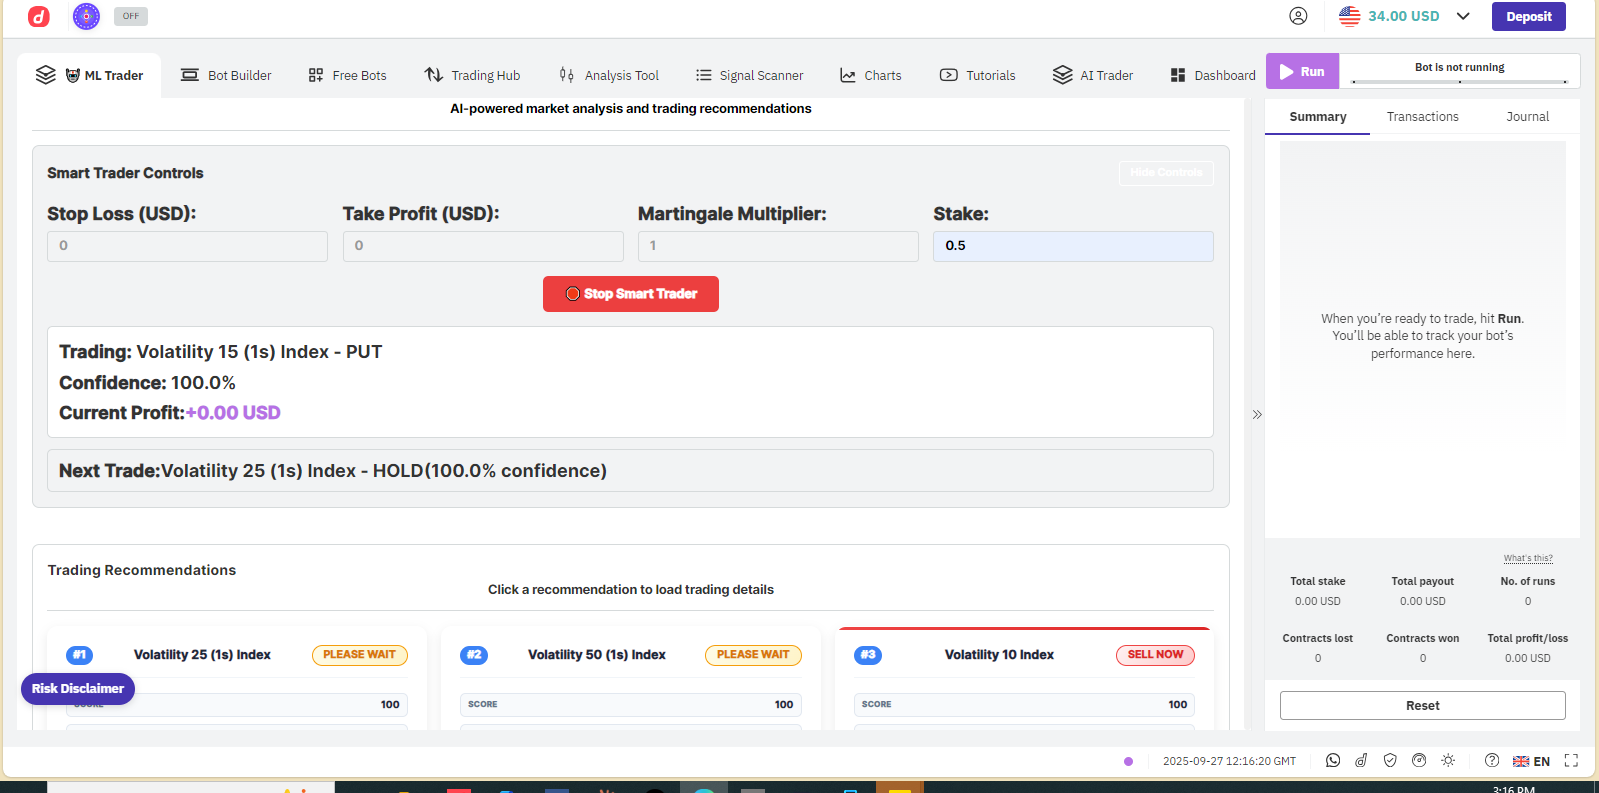 OFF
34.00 USD
Deposit
ML Trader
Bot Builder
Free Bots
Trading Hub
Analysis Tool
Signal Scanner
Charts
Tutorials
AI Trader
Dashboard
Run
Bot is not running
AI-powered market analysis and trading recommendations
Summary
Transactions
Journal
Smart Trader Controls
Hide Controls
Stop Loss (USD):
Take Profit (USD):
Martingale Multiplier:
Stake:
0
0
1
0.5
Stop Smart Trader
Trading: Volatility 15 (1s) Index - PUT
Confidence: 100.0%
Current Profit:+0.00 USD
Next Trade:Volatility 25 (1s) Index - HOLD(100.0% confidence)
When you're ready to trade, hit Run.
You'll be able to track your bot's
performance here.
Trading Recommendations
Click a recommendation to load trading details
#1
Volatility 25 (1s) Index
PLEASE WAIT
SCORE
100
#2
Volatility 50 (1s) Index
PLEASE WAIT
SCORE
100
#3
Volatility 10 Index
SELL NOW
SCORE
100
Risk Disclaimer
What's this?
Total stake
Total payout
No. of runs
0.00 USD
0.00 USD
0
Contracts lost
Contracts won
Total profit/loss
0
0
0.00 USD
Reset
2025-09-27 12:16:20 GMT
EN
3:16 PM